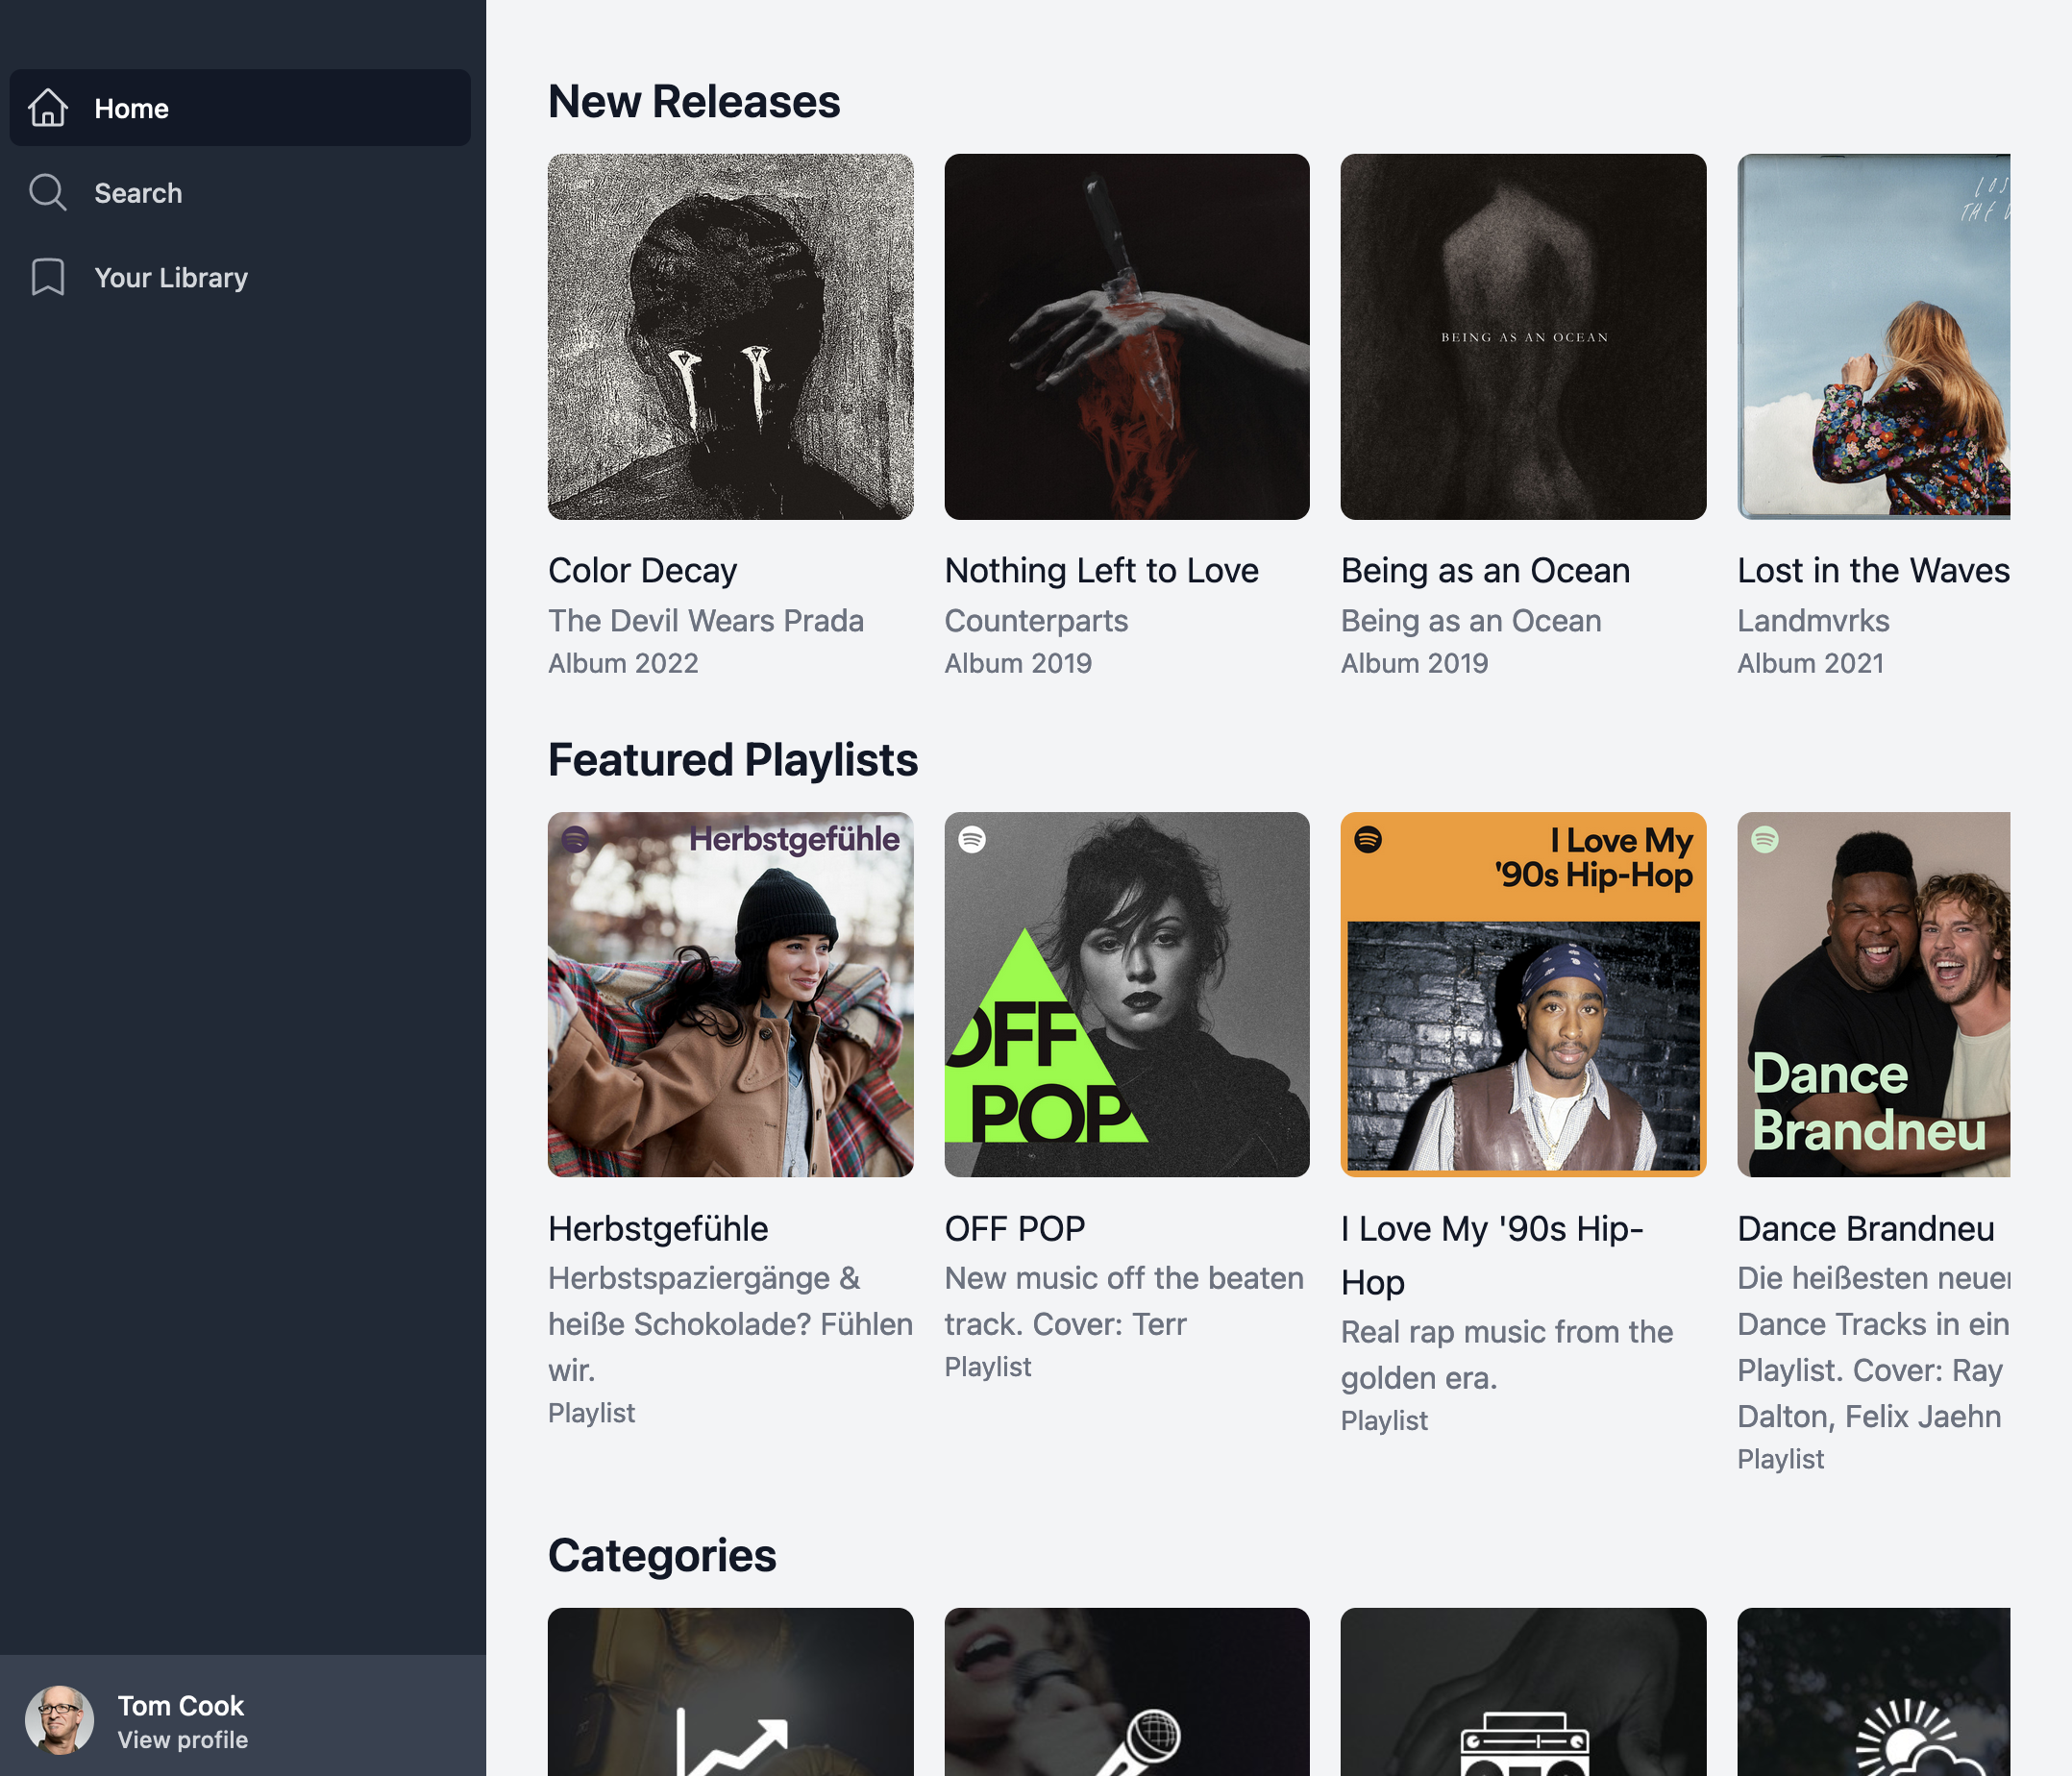 Home
Search
Your Library
New Releases
BEING AS AN OCEAN
LOS
THE
Color Decay
The Devil Wears Prada
Album 2022
Nothing Left to Love
Counterparts
Album 2019
Being as an Ocean
Being as an Ocean
Album 2019
Lost in the Waves
Landmvrks
Album 2021
Featured Playlists
Herbstgefühle
OFF
POP
I Love My
'90s Hip-Hop
Dance
Brandneu
Herbstgefühle
Herbstspaziergänge &
heiße Schokolade? Fühlen
wir.
Playlist
OFF POP
New music off the beaten
track. Cover: Terr
Playlist
I Love My '90s Hip-
Hop
Real rap music from the
golden era.
Playlist
Dance Brandneu
Die heißesten neuen
Dance Tracks in ein
Playlist. Cover: Ray
Dalton, Felix Jaehn
Playlist
Categories
Tom Cook
View profile